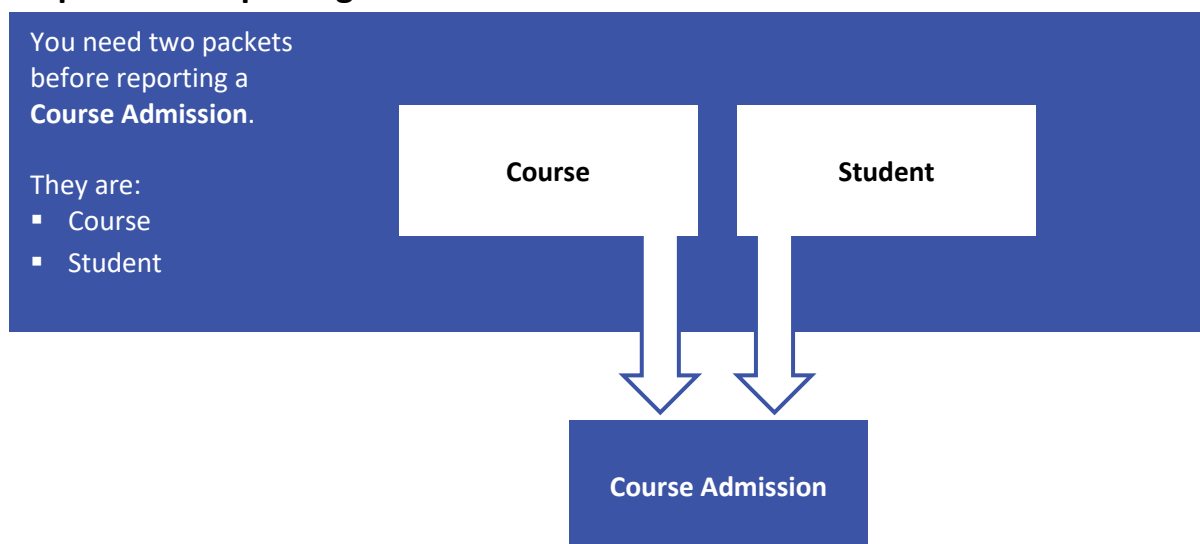 You need two packets
before reporting a
Course Admission.
They are:
▪ Course
▪ Student
Course
Student
Course Admission